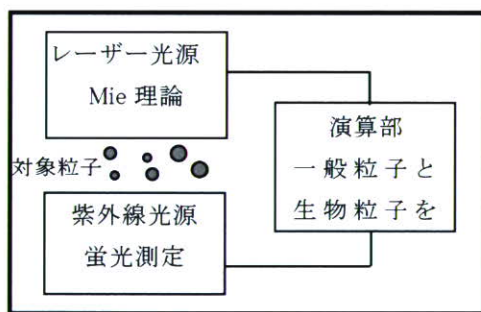 レーザー光源
Mie 理論
対象粒子
紫外線光源
蛍光測定
演算部
一般粒子と
生物粒子を